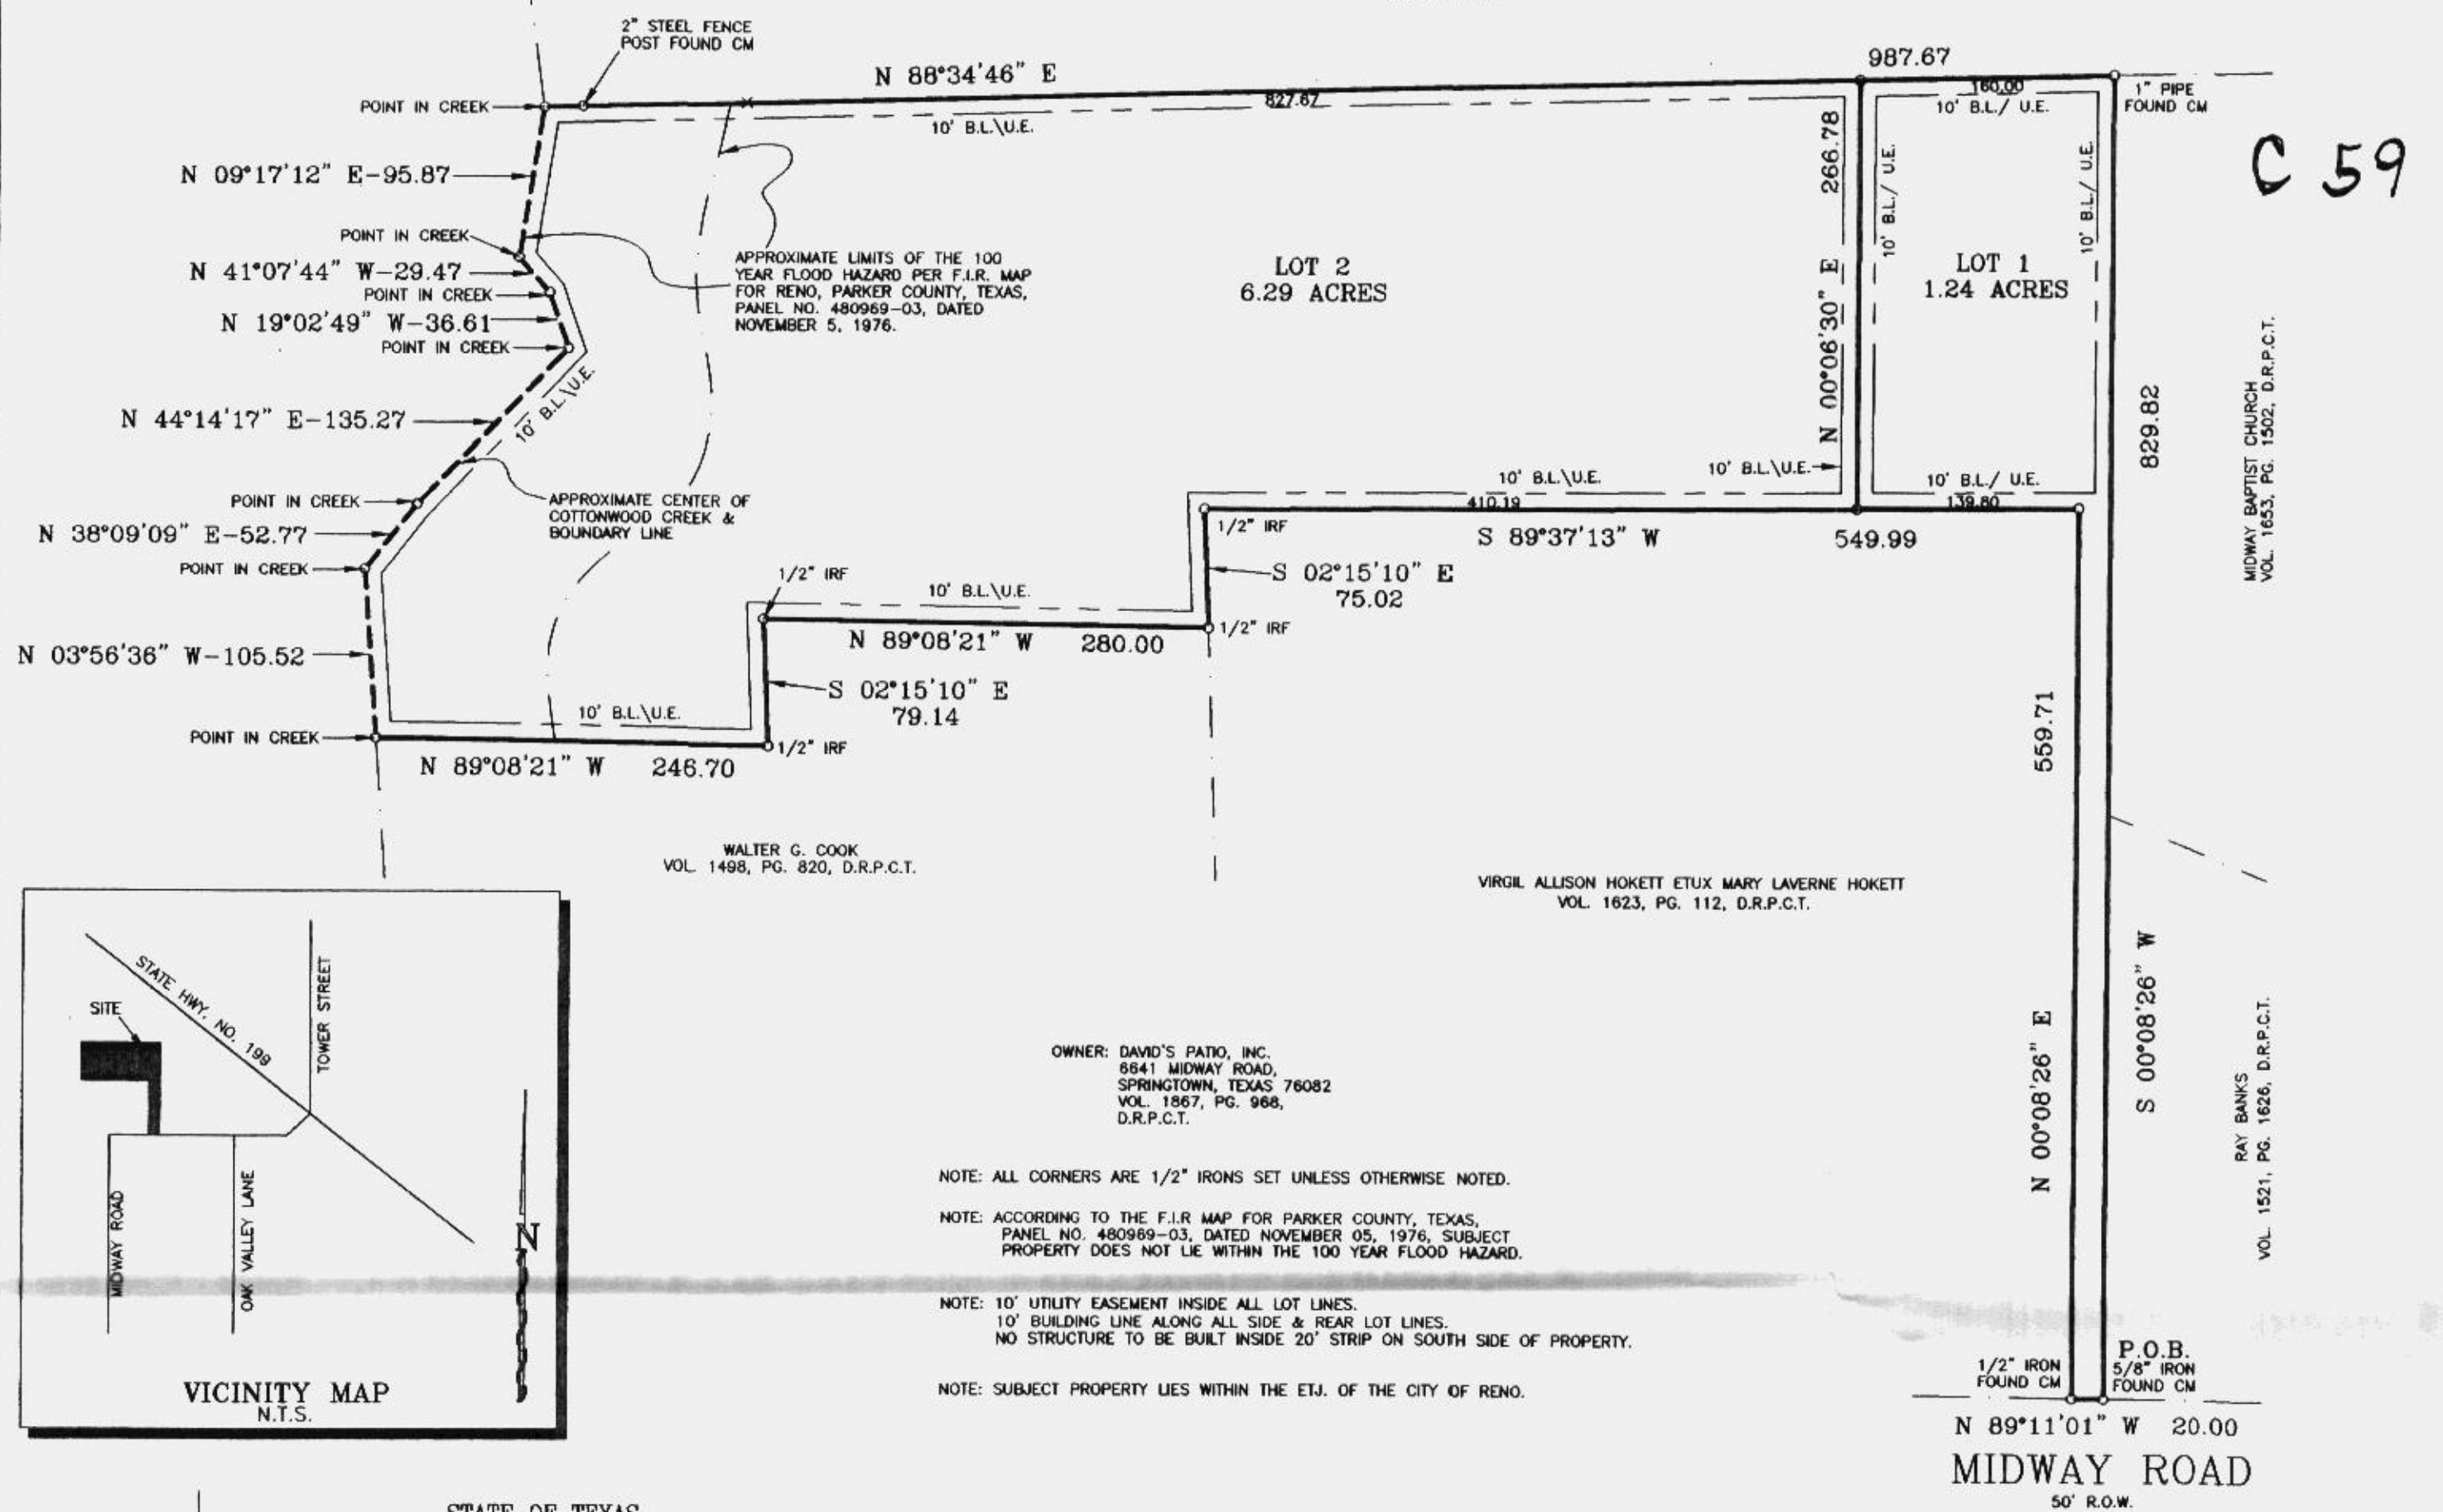 2" STEEL FENCE
POST FOUND CM
N 88°34'46" E
987.67
POINT IN CREEK
827.67
160.00
10' B.L./ U.E.
1" PIPE
FOUND CM
10' B.L.\U.E.
C 59
N 09°17'12" E-95.87
266.78
N 00°06'30" E
10' B.L./ U.E.
10' B.L./ U.E.
POINT IN CREEK
N 41°07'44" W-29.47
POINT IN CREEK
N 19°02'49" W-36.61
POINT IN CREEK
APPROXIMATE LIMITS OF THE 100
YEAR FLOOD HAZARD PER F.I.R. MAP
FOR RENO, PARKER COUNTY, TEXAS,
PANEL NO. 480969-03, DATED
NOVEMBER 5, 1976.
LOT 2
6.29 ACRES
LOT 1
1.24 ACRES
10' B.L.\U.E.
N 44°14'17" E-135.27
829.82
MIDWAY BAPTIST CHURCH
VOL. 1653, PG. 1502, D.R.P.C.T.
10' B.L.\U.E.
10' B.L.\U.E.
10' B.L./ U.E.
POINT IN CREEK
APPROXIMATE CENTER OF
COTTONWOOD CREEK &
BOUNDARY LINE
410.19
139.80
1/2" IRF
S 89°37'13" W
549.99
N 38°09'09" E-52.77
POINT IN CREEK
1/2" IRF
S 02°15'10" E
75.02
10' B.L.\U.E.
1/2" IRF
N 89°08'21" W 280.00
N 03°56'36" W-105.52
S 02°15'10" E
79.14
10' B.L.\U.E.
POINT IN CREEK
1/2" IRF
N 89°08'21" W 246.70
559.71
WALTER G. COOK
VOL. 1498, PG. 820, D.R.P.C.T.
VIRGIL ALLISON HOKETT ETUX MARY LAVERNE HOKETT
VOL. 1623, PG. 112, D.R.P.C.T.
STATE HWY. NO. 199
TOWER STREET
SITE
MIDWAY ROAD
OAK VALLEY LANE
N
VICINITY MAP
N.T.S.
OWNER: DAVID'S PATIO, INC.
6641 MIDWAY ROAD,
SPRINGTOWN, TEXAS 76082
VOL. 1867, PG. 968,
D.R.P.C.T.
N 00°08'26" E
S 00°08'26" W
RAY BANKS
VOL. 1521, PG. 1626, D.R.P.C.T.
NOTE: ALL CORNERS ARE 1/2" IRONS SET UNLESS OTHERWISE NOTED.
NOTE: ACCORDING TO THE F.I.R MAP FOR PARKER COUNTY, TEXAS,
PANEL NO. 480969-03, DATED NOVEMBER 05, 1976, SUBJECT
PROPERTY DOES NOT LIE WITHIN THE 100 YEAR FLOOD HAZARD.
NOTE: 10' UTILITY EASEMENT INSIDE ALL LOT LINES.
10' BUILDING LINE ALONG ALL SIDE & REAR LOT LINES.
NO STRUCTURE TO BE BUILT INSIDE 20' STRIP ON SOUTH SIDE OF PROPERTY.
NOTE: SUBJECT PROPERTY LIES WITHIN THE ETJ. OF THE CITY OF RENO.
1/2" IRON
FOUND CM
P.O.B.
5/8" IRON
FOUND CM
N 89°11'01" W 20.00
MIDWAY ROAD
50' R.O.W.
STATE OF TEXAS